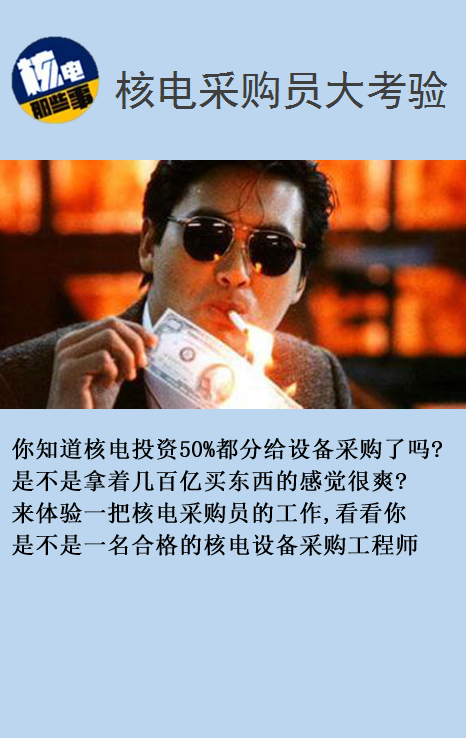 核电
那些事
核电采购员大考验
你知道核电投资50%都分给设备采购了吗?
是不是拿着几百亿买东西的感觉很爽?
来体验一把核电采购员的工作,看看你
是不是一名合格的核电设备采购工程师